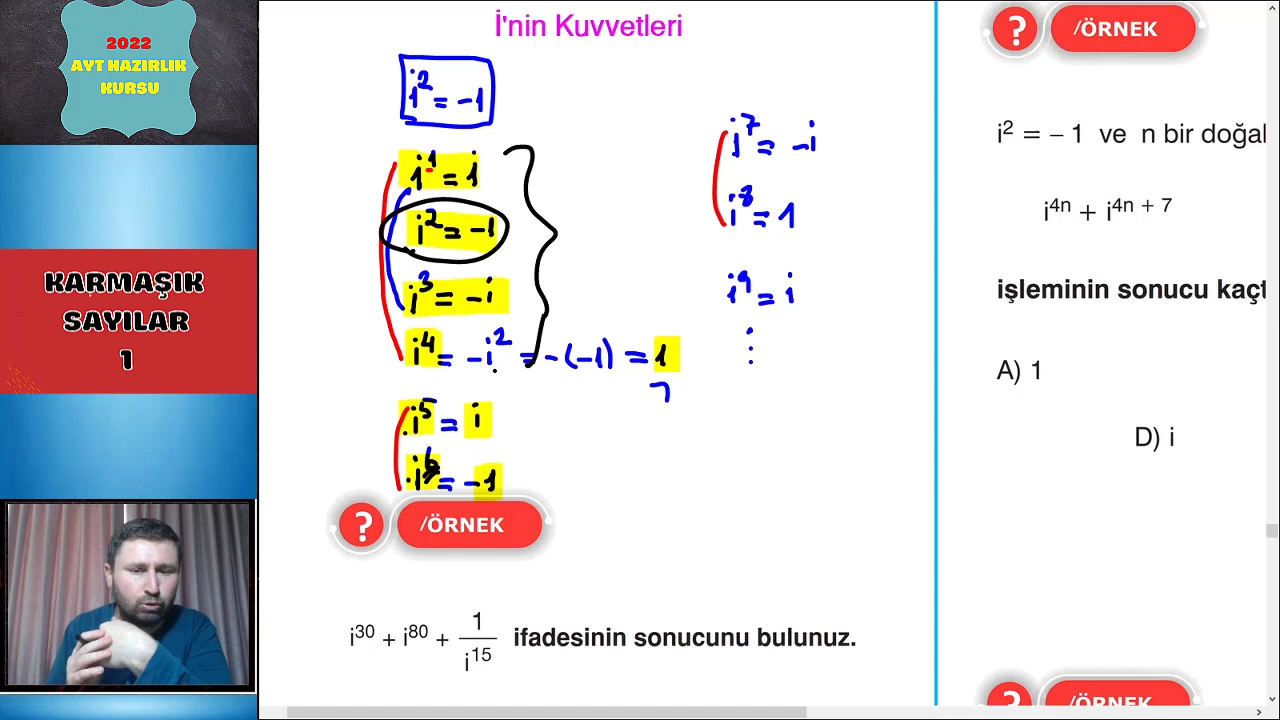 2022
AYT HAZIRLIK
KURSU
KARMAŞIK
SAYILAR
1
İ'nin Kuvvetleri
i² = -1
i¹ = i
i² = -1
i³ = -i
i⁴ = -i² = -(-1) = 1
i⁵ = i
i⁶ = -1
i⁷ = -i
i⁸ = 1
i⁹ = i
⋮
? /ÖRNEK
i³⁰ + i⁸⁰ + 1/i¹⁵ ifadesinin sonucunu bulunuz.
? /ÖRNEK
i² = – 1 ve n bir doğal
i⁴ⁿ + i⁴ⁿ ⁺ ⁷
işleminin sonucu kaçt
A) 1
D) i
? /ÖRNEK